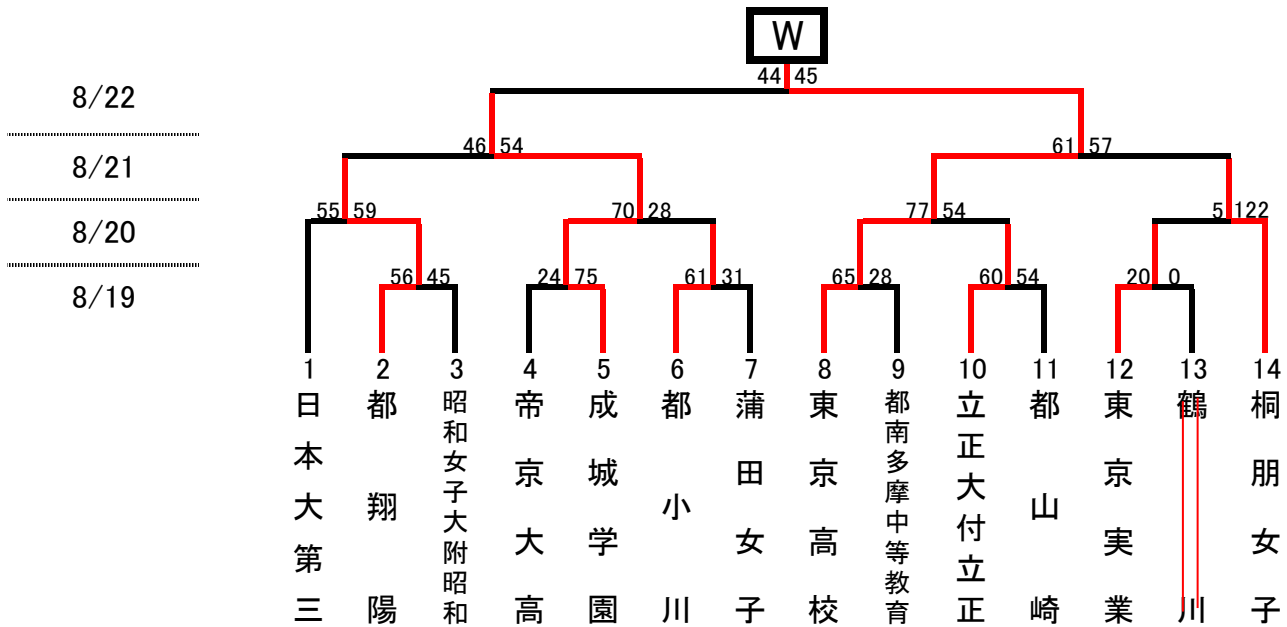 W
44 45
8/22
46 54
61 57
8/21
55 59
70 28
77 54
5 122
8/20
56 45
24 75
61 31
65 28
60 54
20 0
8/19
1 2 3 4 5 6 7 8 9 10 11 12 13 14
日本大第三
都翔陽
昭和女子大附昭和
帝京大高
成城学園
都小川
蒲田女子
東京高校
都南多摩中等教育
立正大付立正
都山崎
東京実業
鶴川
桐朋女子